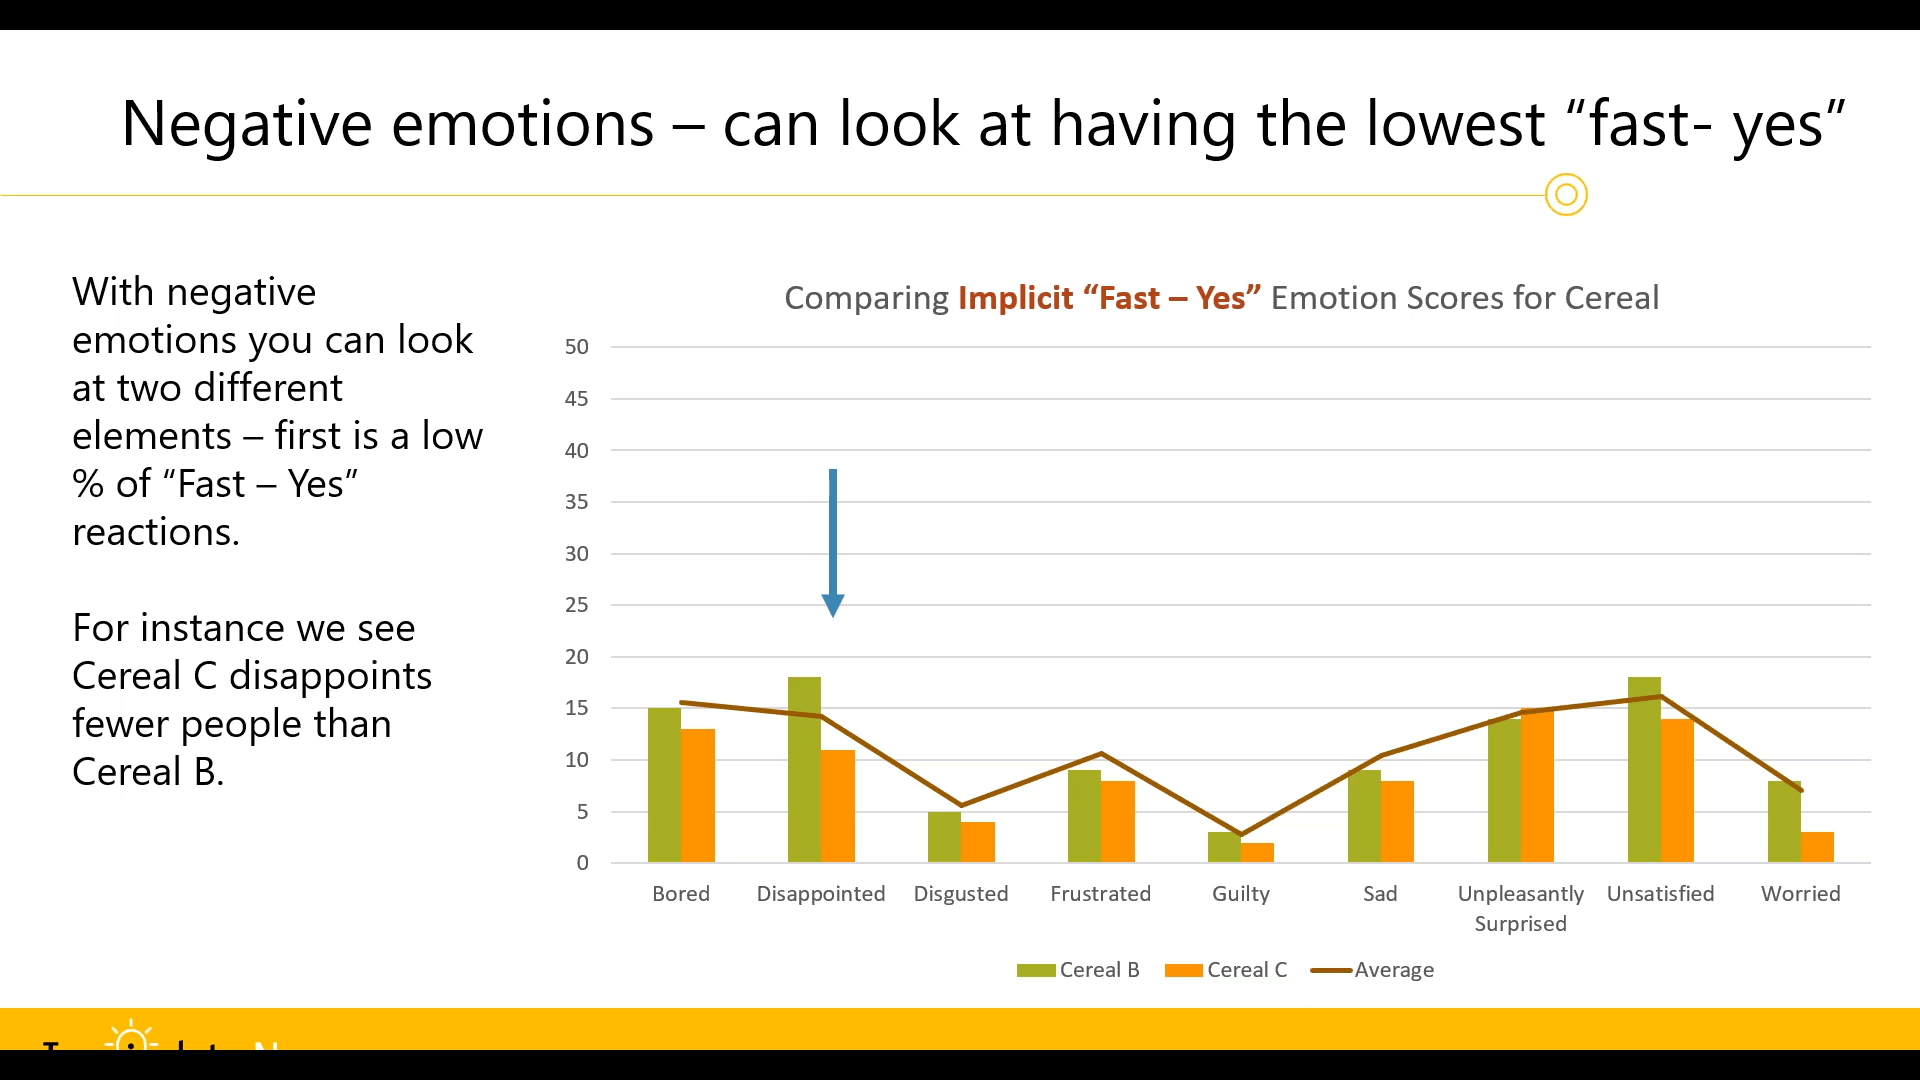 Negative emotions – can look at having the lowest “fast- yes”
With negative
emotions you can look
at two different
elements – first is a low
% of “Fast – Yes”
reactions.
For instance we see
Cereal C disappoints
fewer people than
Cereal B.
Comparing Implicit “Fast – Yes” Emotion Scores for Cereal
50
45
40
35
30
25
20
15
10
5
0
Bored Disappointed Disgusted Frustrated Guilty Sad Unpleasantly Surprised Unsatisfied Worried
Cereal B Cereal C Average